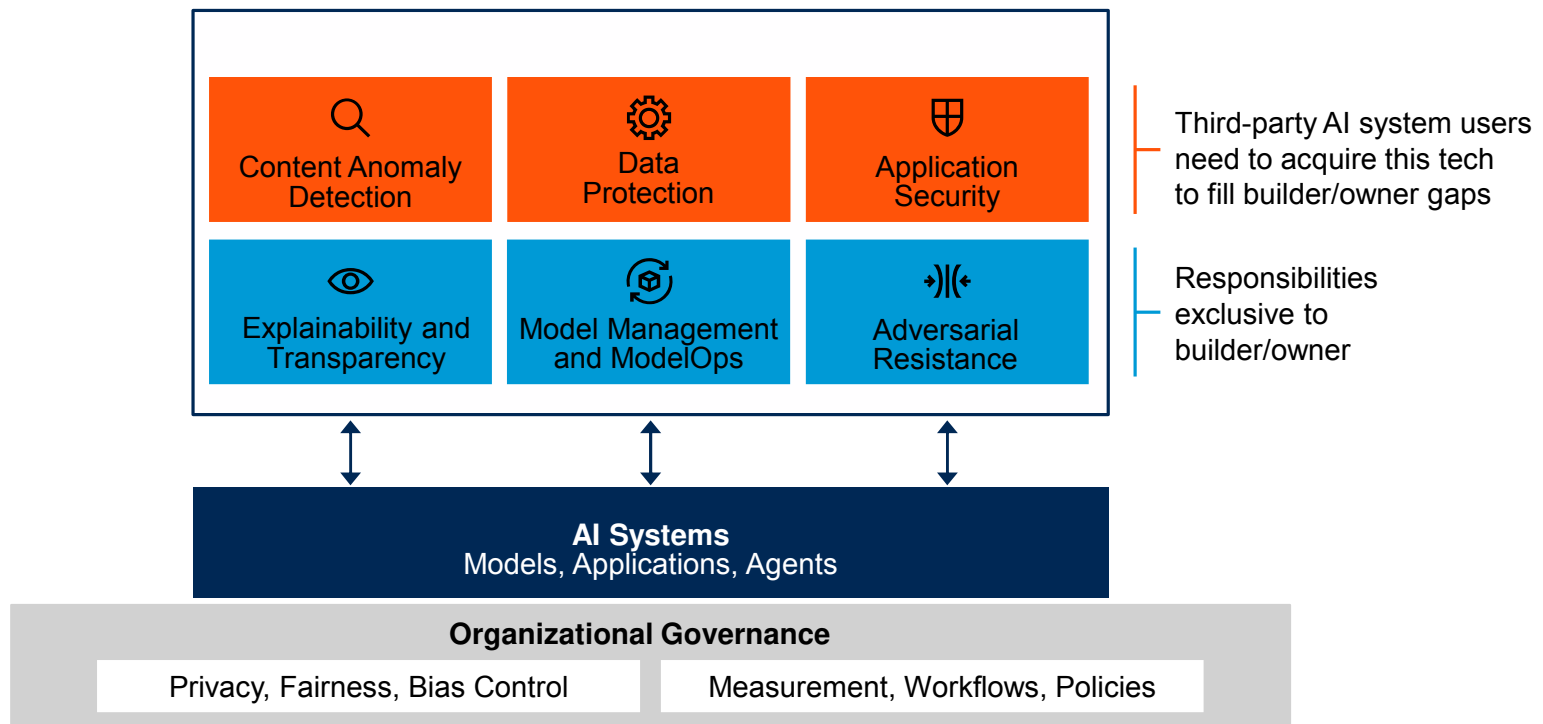 Content Anomaly
Detection
Data
Protection
Application
Security
Third-party AI system users
need to acquire this tech
to fill builder/owner gaps
Explainability and
Transparency
Model Management
and ModelOps
Adversarial
Resistance
Responsibilities
exclusive to
builder/owner
AI Systems
Models, Applications, Agents
Organizational Governance
Privacy, Fairness, Bias Control
Measurement, Workflows, Policies